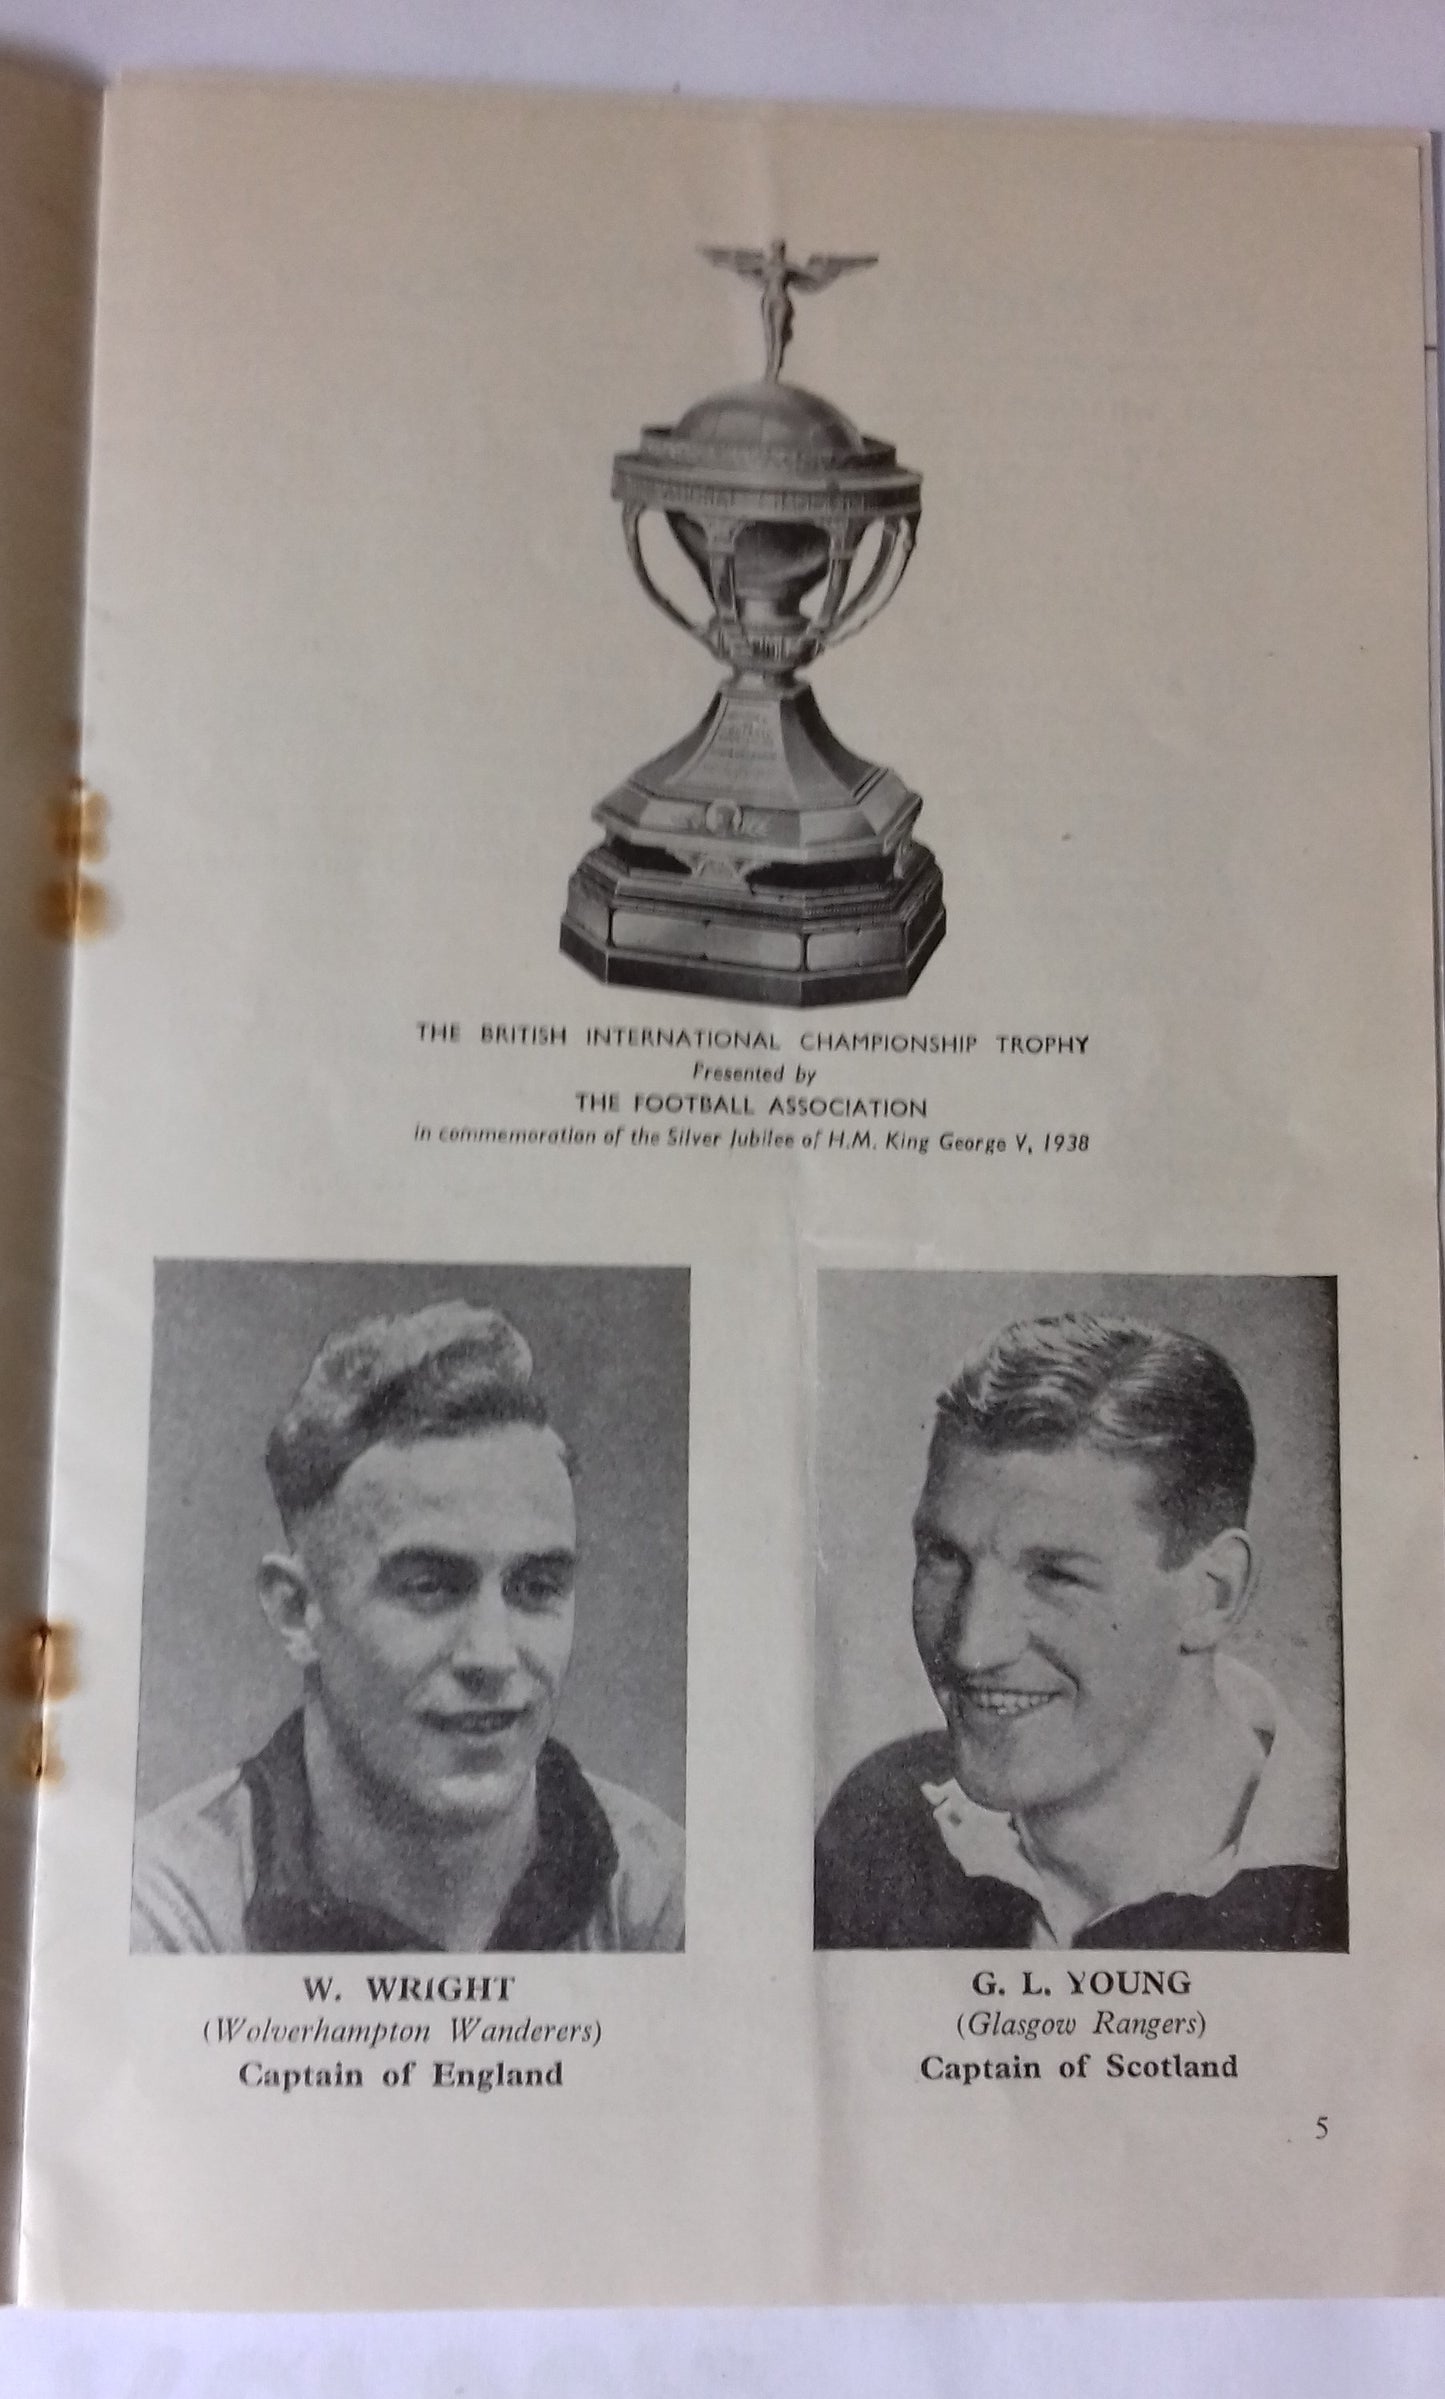 THE BRITISH INTERNATIONAL CHAMPIONSHIP TROPHY
Presented by
THE FOOTBALL ASSOCIATION
in commemoration of the Silver Jubilee of H.M. King George V, 1938
W. WRIGHT
(Wolverhampton Wanderers)
Captain of England
G. L. YOUNG
(Glasgow Rangers)
Captain of Scotland
5